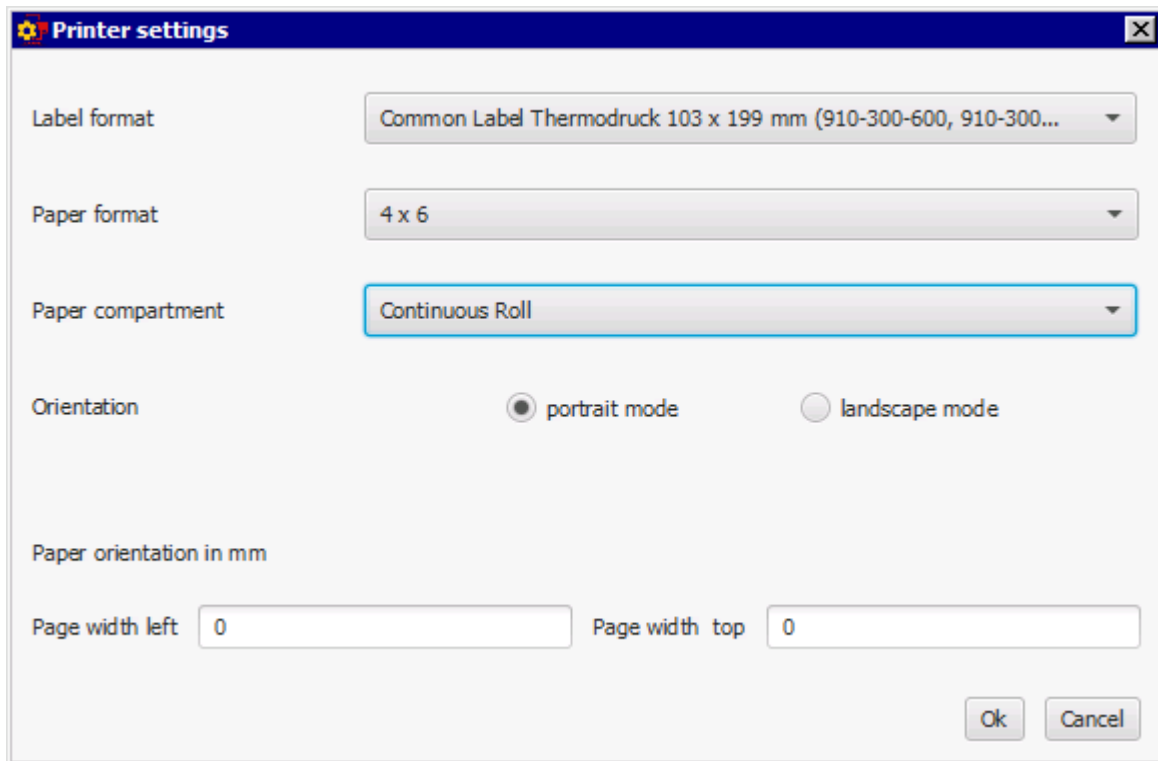 Printer settings
Label format Common Label Thermodruck 103 x 199 mm (910-300-600, 910-300...
Paper format 4 x 6
Paper compartment Continuous Roll
Orientation portrait mode landscape mode
Paper orientation in mm
Page width left 0 Page width top 0
Ok Cancel